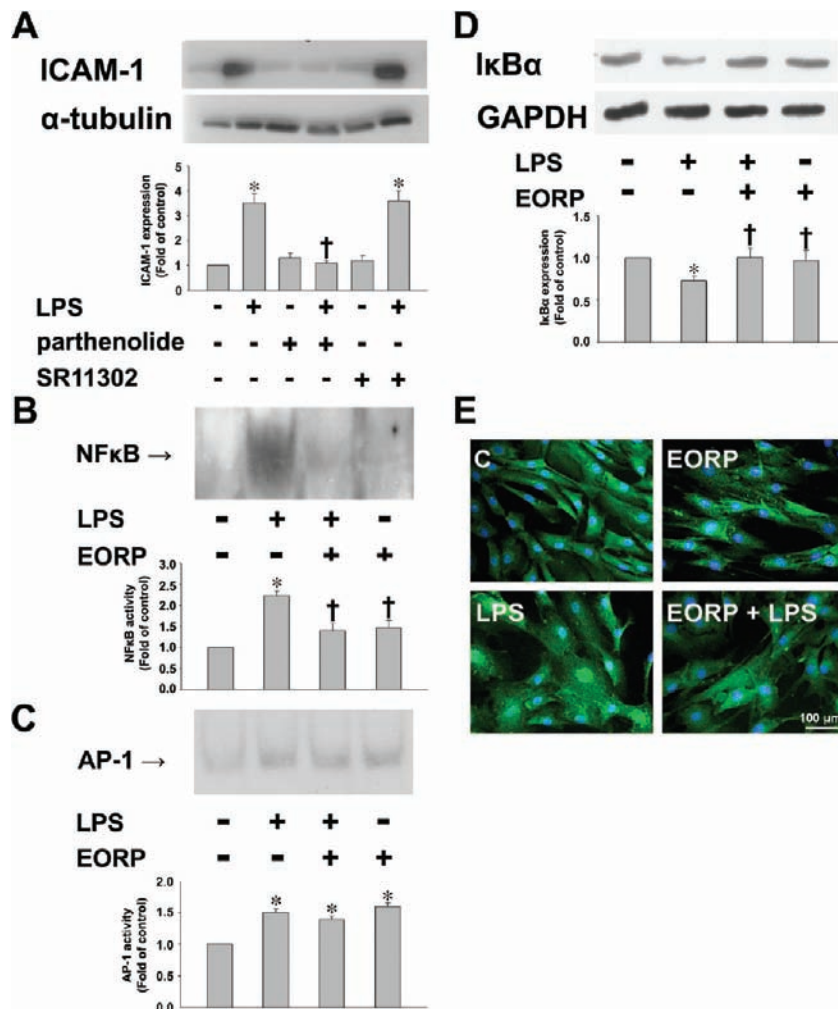 A
ICAM-1
α-tubulin
ICAM-1 expression
(Fold of control)
5
4
3
2
1
0
* † *
LPS - + - + - +
parthenolide - - + + - -
SR11302 - - - - + +
B
NFκB →
LPS - + + -
EORP - - + +
NFκB activity
(Fold of control)
3.0
2.5
2.0
1.5
1.0
0.5
0.0
* † †
C
AP-1 →
LPS - + + -
EORP - - + +
AP-1 activity
(Fold of control)
2.0
1.5
1.0
0.5
0.0
* * *
D
IκBα
GAPDH
LPS - + + -
EORP - - + +
IκBα expression
(Fold of control)
1.5
1.0
0.5
0.0
* † †
E
C
EORP
LPS
EORP + LPS
100 μm